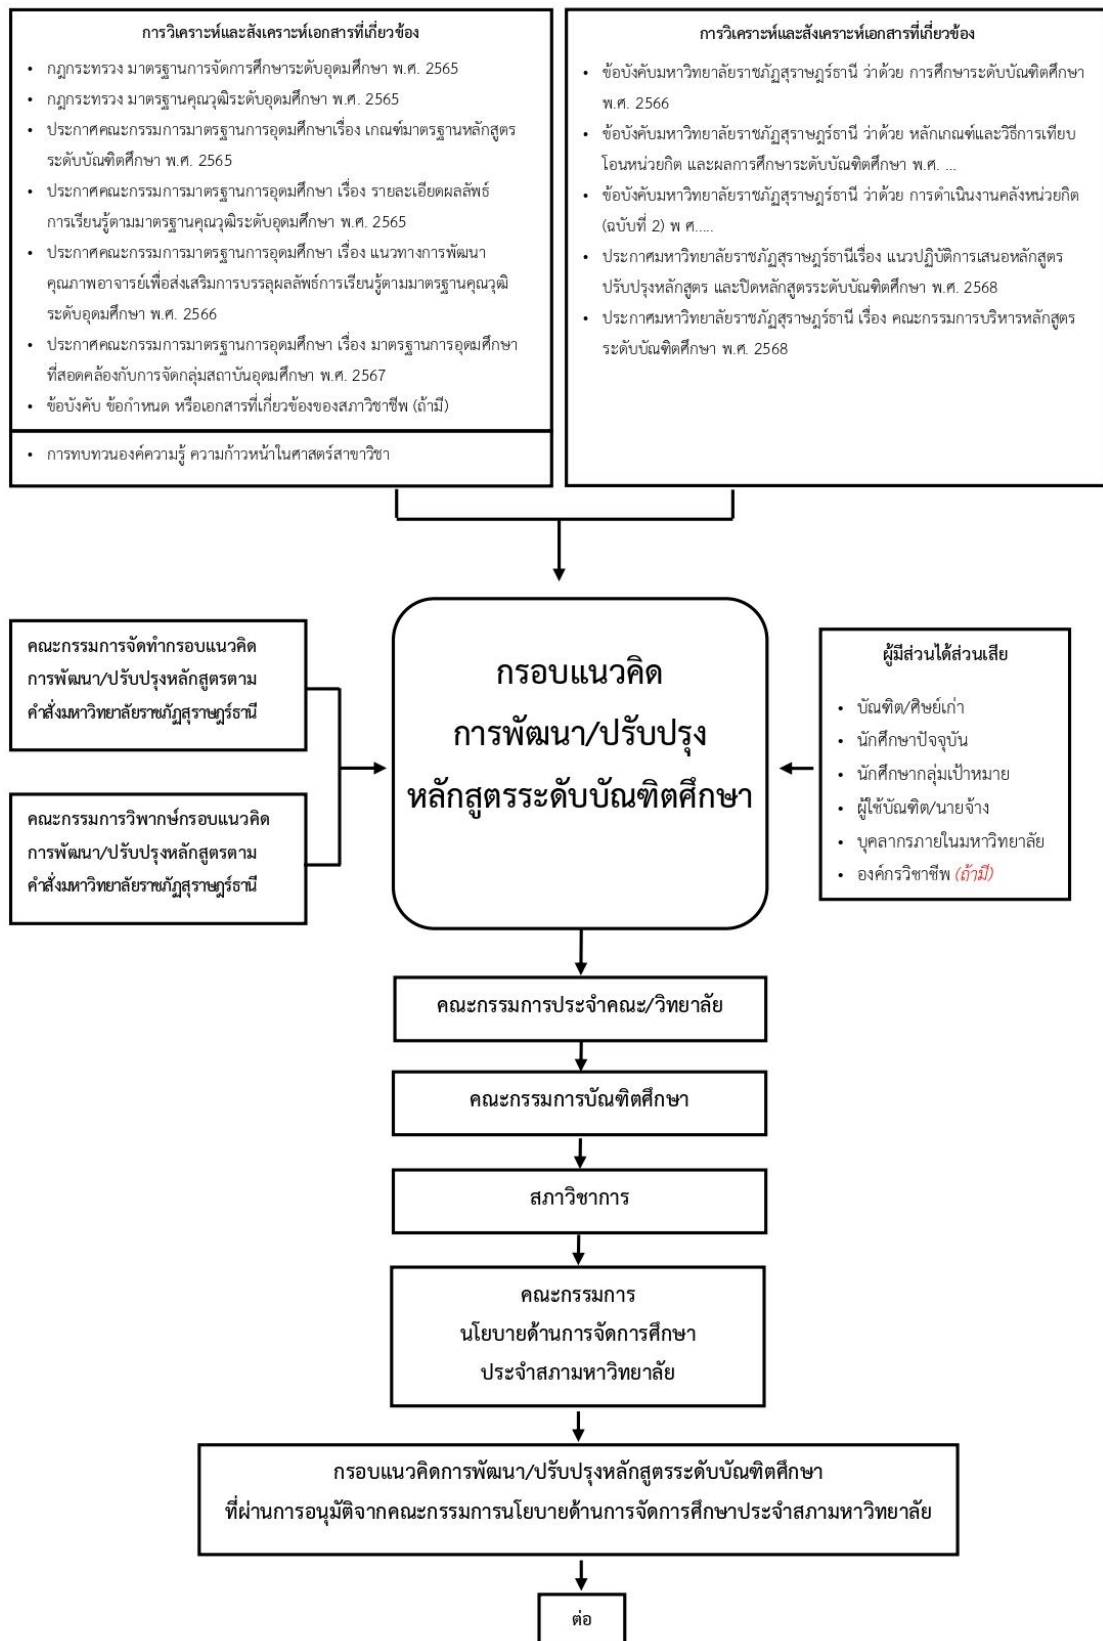 การวิเคราะห์และสังเคราะห์เอกสารที่เกี่ยวข้อง
• กฎกระทรวง มาตรฐานการจัดการศึกษาระดับอุดมศึกษา พ.ศ. 2565
• กฎกระทรวง มาตรฐานคุณวุฒิระดับอุดมศึกษา พ.ศ. 2565
• ประกาศคณะกรรมการมาตรฐานการอุดมศึกษาเรื่อง เกณฑ์มาตรฐานหลักสูตร
ระดับบัณฑิตศึกษา พ.ศ. 2565
• ประกาศคณะกรรมการมาตรฐานการอุดมศึกษา เรื่อง รายละเอียดผลลัพธ์
การเรียนรู้ตามมาตรฐานคุณวุฒิระดับอุดมศึกษา พ.ศ. 2565
• ประกาศคณะกรรมการมาตรฐานการอุดมศึกษา เรื่อง แนวทางการพัฒนา
คุณภาพอาจารย์เพื่อส่งเสริมการบรรลุผลลัพธ์การเรียนรู้ตามมาตรฐานคุณวุฒิ
ระดับอุดมศึกษา พ.ศ. 2566
• ประกาศคณะกรรมการมาตรฐานการอุดมศึกษา เรื่อง มาตรฐานการอุดมศึกษา
ที่สอดคล้องกับการจัดกลุ่มสถาบันอุดมศึกษา พ.ศ. 2567
• ข้อบังคับ ข้อกำหนด หรือเอกสารที่เกี่ยวข้องของสภาวิชาชีพ (ถ้ามี)
• การทบทวนองค์ความรู้ ความก้าวหน้าในศาสตร์สาขาวิชา
การวิเคราะห์และสังเคราะห์เอกสารที่เกี่ยวข้อง
• ข้อบังคับมหาวิทยาลัยราชภัฏสุราษฎร์ธานี ว่าด้วย การศึกษาระดับบัณฑิตศึกษา
พ.ศ. 2566
• ข้อบังคับมหาวิทยาลัยราชภัฏสุราษฎร์ธานี ว่าด้วย หลักเกณฑ์และวิธีการเทียบ
โอนหน่วยกิต และผลการศึกษาระดับบัณฑิตศึกษา พ.ศ. ...
• ข้อบังคับมหาวิทยาลัยราชภัฏสุราษฎร์ธานี ว่าด้วย การดำเนินงานคลังหน่วยกิต
(ฉบับที่ 2) พ ศ.....
• ประกาศมหาวิทยาลัยราชภัฏสุราษฎร์ธานีเรื่อง แนวปฏิบัติการเสนอหลักสูตร
ปรับปรุงหลักสูตร และปิดหลักสูตรระดับบัณฑิตศึกษา พ.ศ. 2568
• ประกาศมหาวิทยาลัยราชภัฏสุราษฎร์ธานี เรื่อง คณะกรรมการบริหารหลักสูตร
ระดับบัณฑิตศึกษา พ.ศ. 2568
คณะกรรมการจัดทำกรอบแนวคิด
การพัฒนา/ปรับปรุงหลักสูตรตาม
คำสั่งมหาวิทยาลัยราชภัฏสุราษฎร์ธานี
คณะกรรมการวิพากษ์กรอบแนวคิด
การพัฒนา/ปรับปรุงหลักสูตรตาม
คำสั่งมหาวิทยาลัยราชภัฏสุราษฎร์ธานี
กรอบแนวคิด
การพัฒนา/ปรับปรุง
หลักสูตรระดับบัณฑิตศึกษา
ผู้มีส่วนได้ส่วนเสีย
• บัณฑิต/ศิษย์เก่า
• นักศึกษาปัจจุบัน
• นักศึกษากลุ่มเป้าหมาย
• ผู้ใช้บัณฑิต/นายจ้าง
• บุคลากรภายในมหาวิทยาลัย
• องค์กรวิชาชีพ (ถ้ามี)
คณะกรรมการประจำคณะ/วิทยาลัย
คณะกรรมการบัณฑิตศึกษา
สภาวิชาการ
คณะกรรมการ
นโยบายด้านการจัดการศึกษา
ประจำสภามหาวิทยาลัย
กรอบแนวคิดการพัฒนา/ปรับปรุงหลักสูตรระดับบัณฑิตศึกษา
ที่ผ่านการอนุมัติจากคณะกรรมการนโยบายด้านการจัดการศึกษาประจำสภามหาวิทยาลัย
ต่อ